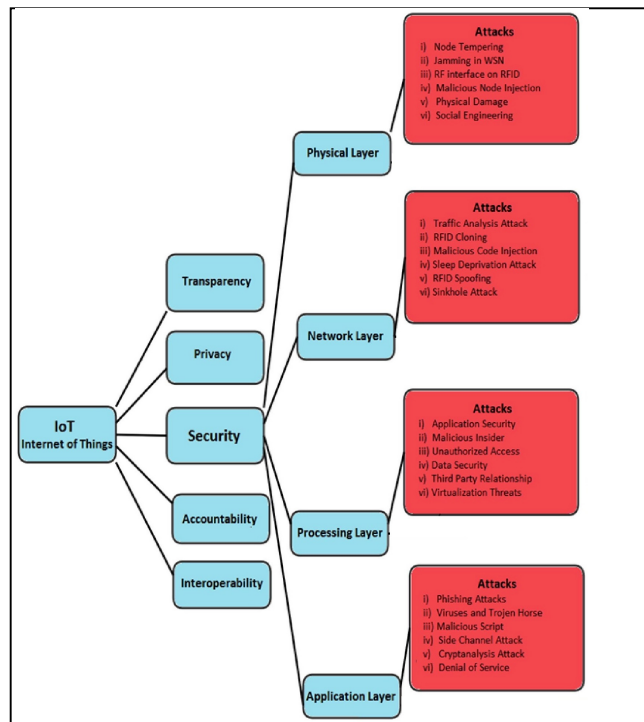 Attacks
i) Node Tempering
ii) Jamming in WSN
iii) RF interface on RFID
iv) Malicious Node Injection
v) Physical Damage
vi) Social Engineering
Physical Layer
Attacks
i) Traffic Analysis Attack
ii) RFID Cloning
iii) Malicious Code Injection
iv) Sleep Deprivation Attack
v) RFID Spoofing
vi) Sinkhole Attack
Transparency
Network Layer
Privacy
IoT
Internet of Things
Security
Attacks
i) Application Security
ii) Malicious Insider
iii) Unauthorized Access
iv) Data Security
v) Third Party Relationship
vi) Virtualization Threats
Accountability
Processing Layer
Interoperability
Attacks
i) Phishing Attacks
ii) Viruses and Trojen Horse
iii) Malicious Script
iv) Side Channel Attack
v) Cryptanalysis Attack
vi) Denial of Service
Application Layer